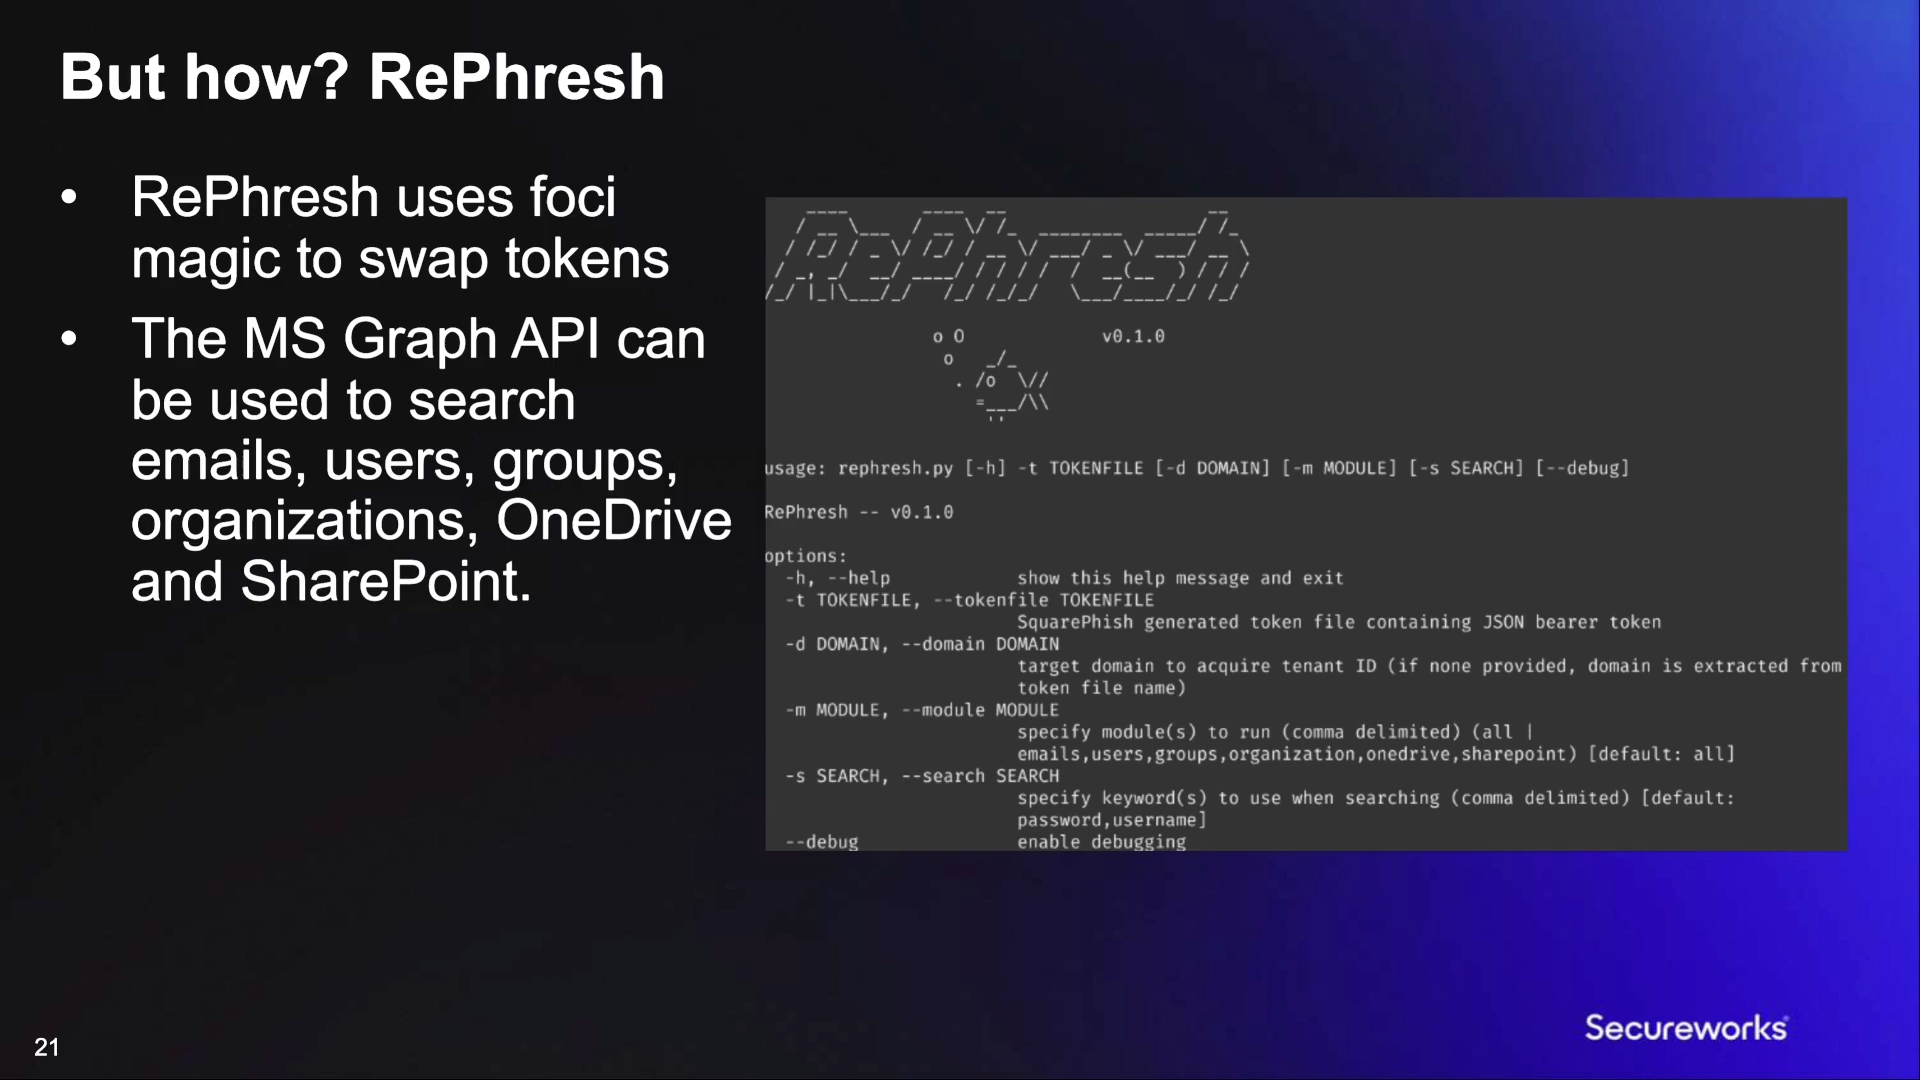 But how? RePhresh
• RePhresh uses foci
magic to swap tokens
• The MS Graph API can
be used to search
emails, users, groups,
organizations, OneDrive
and SharePoint.
RePhresh
v0.1.0
usage: rephresh.py [-h] -t TOKENFILE [-d DOMAIN] [-m MODULE] [-s SEARCH] [--debug]
RePhresh -- v0.1.0
options:
-h, --help show this help message and exit
-t TOKENFILE, --tokenfile TOKENFILE
SquarePhish generated token file containing JSON bearer token
-d DOMAIN, --domain DOMAIN
target domain to acquire tenant ID (if none provided, domain is extracted from
token file name)
-m MODULE, --module MODULE
specify module(s) to run (comma delimited) (all |
emails,users,groups,organization,onedrive,sharepoint) [default: all]
-s SEARCH, --search SEARCH
specify keyword(s) to use when searching (comma delimited) [default:
password,username]
--debug enable debugging
Secureworks
21